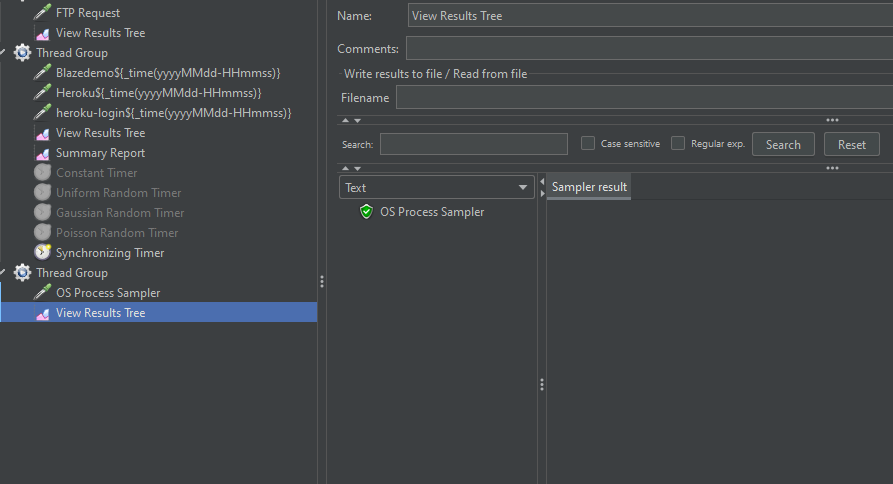 FTP Request
View Results Tree
Thread Group
Blazedemo${_time(yyyyMMdd-HHmmss)}
Heroku${_time(yyyyMMdd-HHmmss)}
heroku-login${_time(yyyyMMdd-HHmmss)}
View Results Tree
Summary Report
Constant Timer
Uniform Random Timer
Gaussian Random Timer
Poisson Random Timer
Synchronizing Timer
Thread Group
OS Process Sampler
View Results Tree
Name: View Results Tree
Comments:
Write results to file / Read from file
Filename
Search: Case sensitive Regular exp. Search Reset
Text
OS Process Sampler
Sampler result